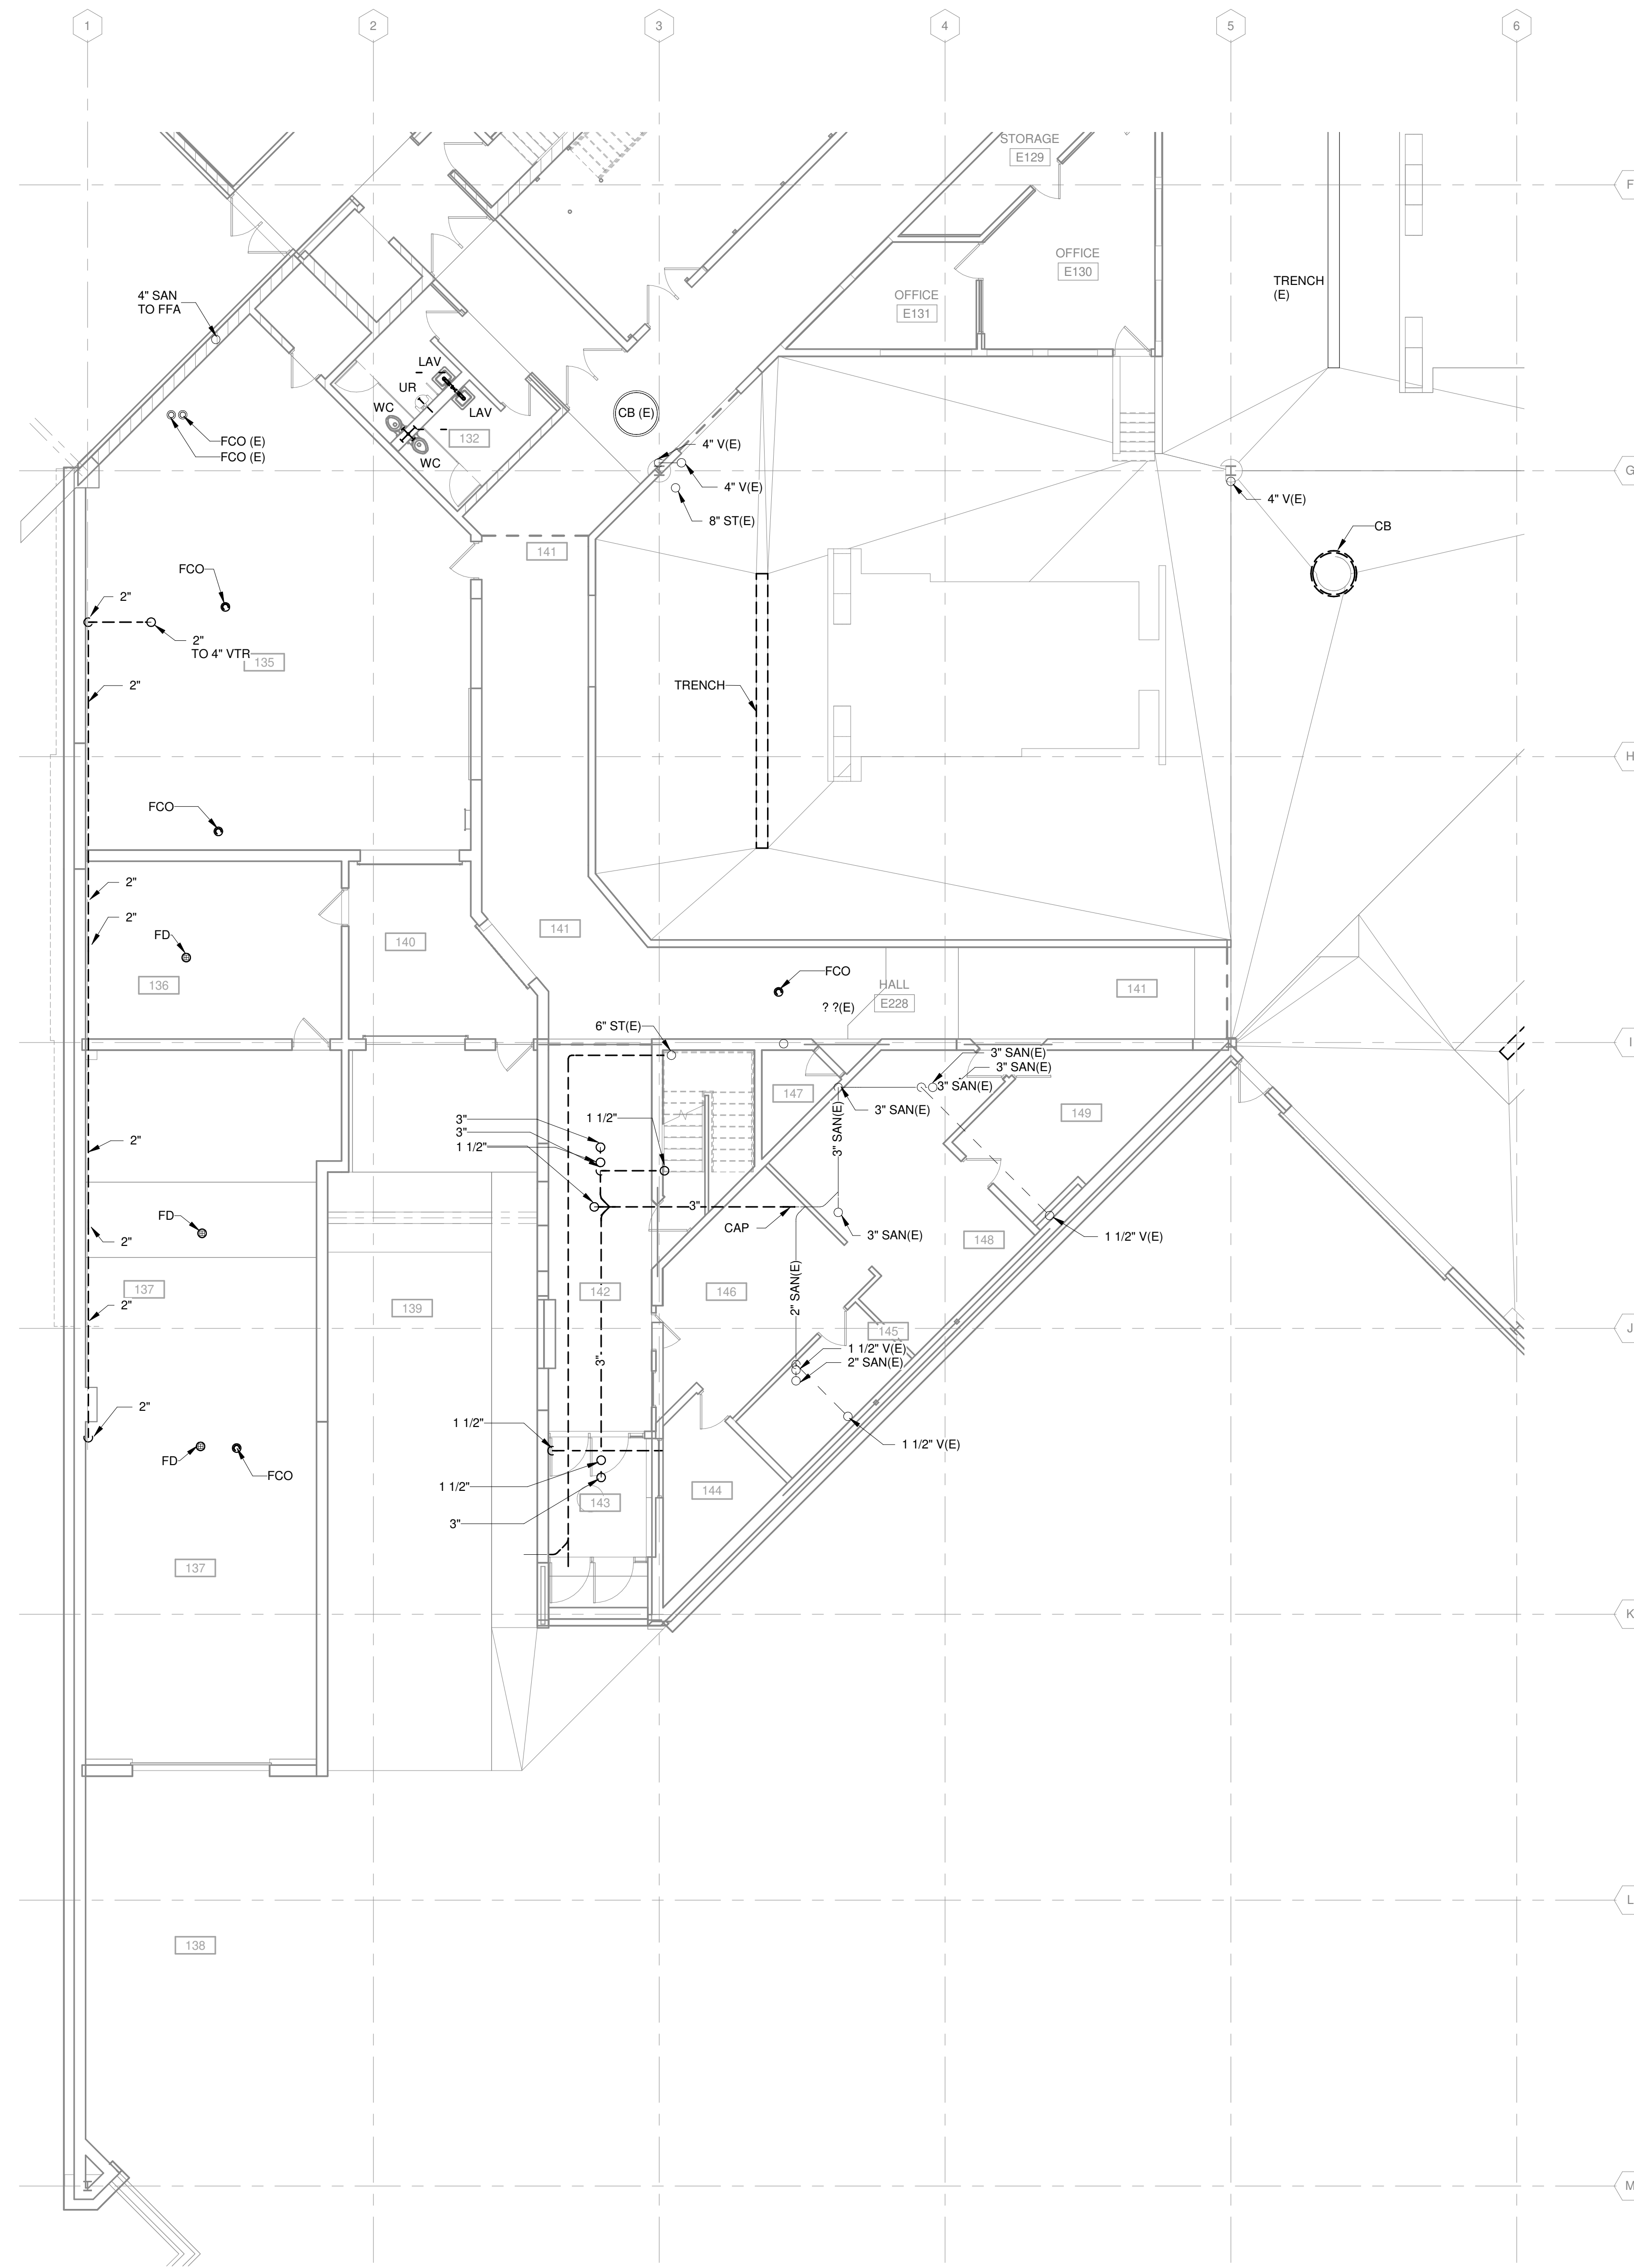 1
2
3
4
5
6
STORAGE
E129
F
OFFICE
E130
TRENCH
(E)
OFFICE
E131
4" SAN
TO FFA
LAV
UR
WC
LAV
CB (E)
132
WC
FCO (E)
FCO (E)
4" V(E)
G
4" V(E)
4" V(E)
8" ST(E)
CB
141
FCO
2"
2"
TO 4" VTR
135
2"
TRENCH
H
FCO
2"
2"
FD
141
140
136
FCO
HALL
E228
141
? ?(E)
6" ST(E)
I
3" SAN(E)
3" SAN(E)
3" SAN(E)
147
3" SAN(E)
149
3" SAN(E)
3"
3"
1 1/2"
1 1/2"
2"
3"
FD
CAP
3" SAN(E)
1 1/2" V(E)
148
2"
2" SAN(E)
137
142
146
2"
139
145
J
1 1/2" V(E)
2" SAN(E)
3"
2"
1 1/2"
1 1/2" V(E)
FD
FCO
1 1/2"
144
143
3"
137
K
L
138
M